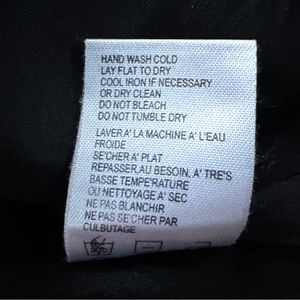 HAND WASH COLD
LAY FLAT TO DRY
COOL IRON IF NECESSARY
OR DRY CLEAN
DO NOT BLEACH
DO NOT TUMBLE DRY
LAVER A' LA MACHINE A' L'EAU
FROIDE
SE'CHER A' PLAT
REPASSER,AU BESOIN, A' TRE'S
BASSE TEMPE'RATURE
OU NETTOYAGE A' SEC
NE PAS BLANCHIR
NE PAS SE'CHER PAR
CULBUTAGE